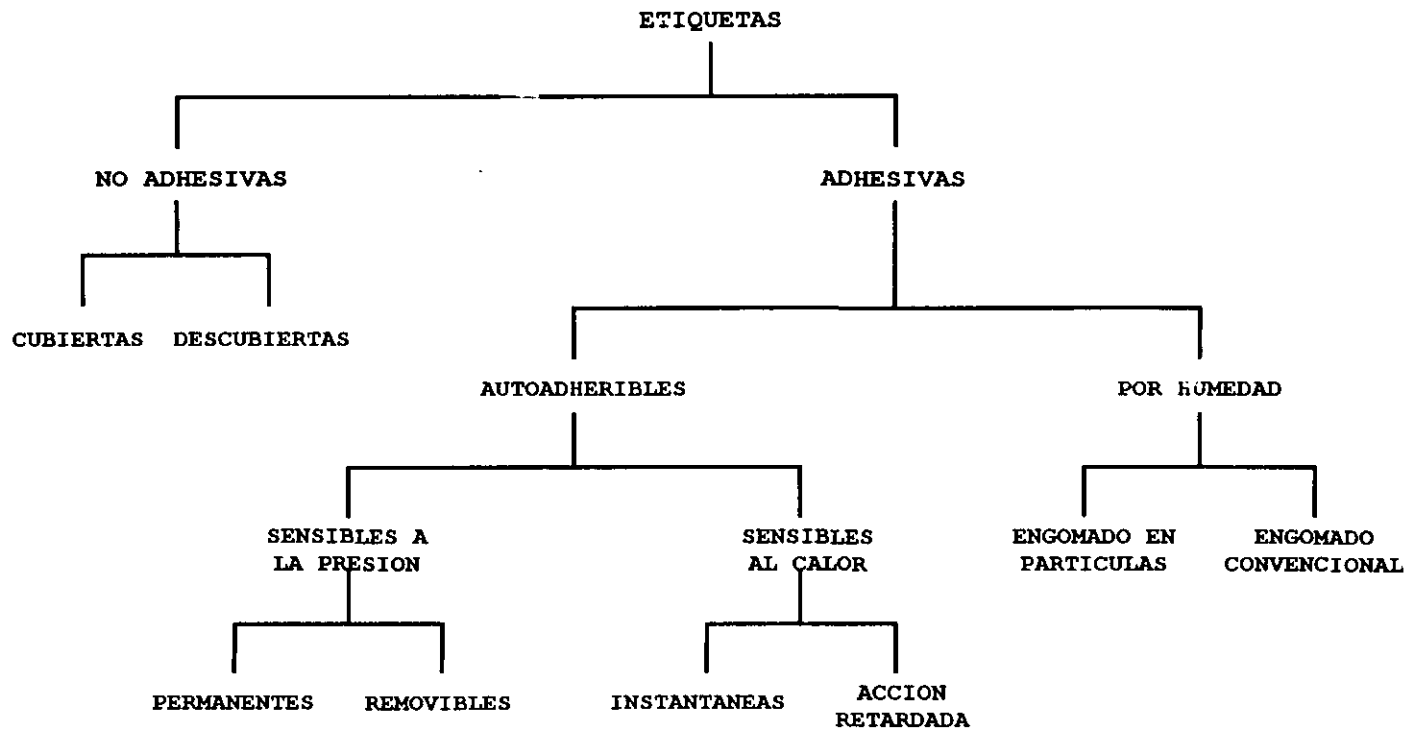 ETIQUETAS
NO ADHESIVAS
ADHESIVAS
CUBIERTAS
DESCUBIERTAS
AUTOADHERIBLES
POR HUMEDAD
SENSIBLES A
LA PRESION
SENSIBLES
AL CALOR
ENGOMADO EN
PARTICULAS
ENGOMADO
CONVENCIONAL
PERMANENTES
REMOVIBLES
INSTANTANEAS
ACCION
RETARDADA